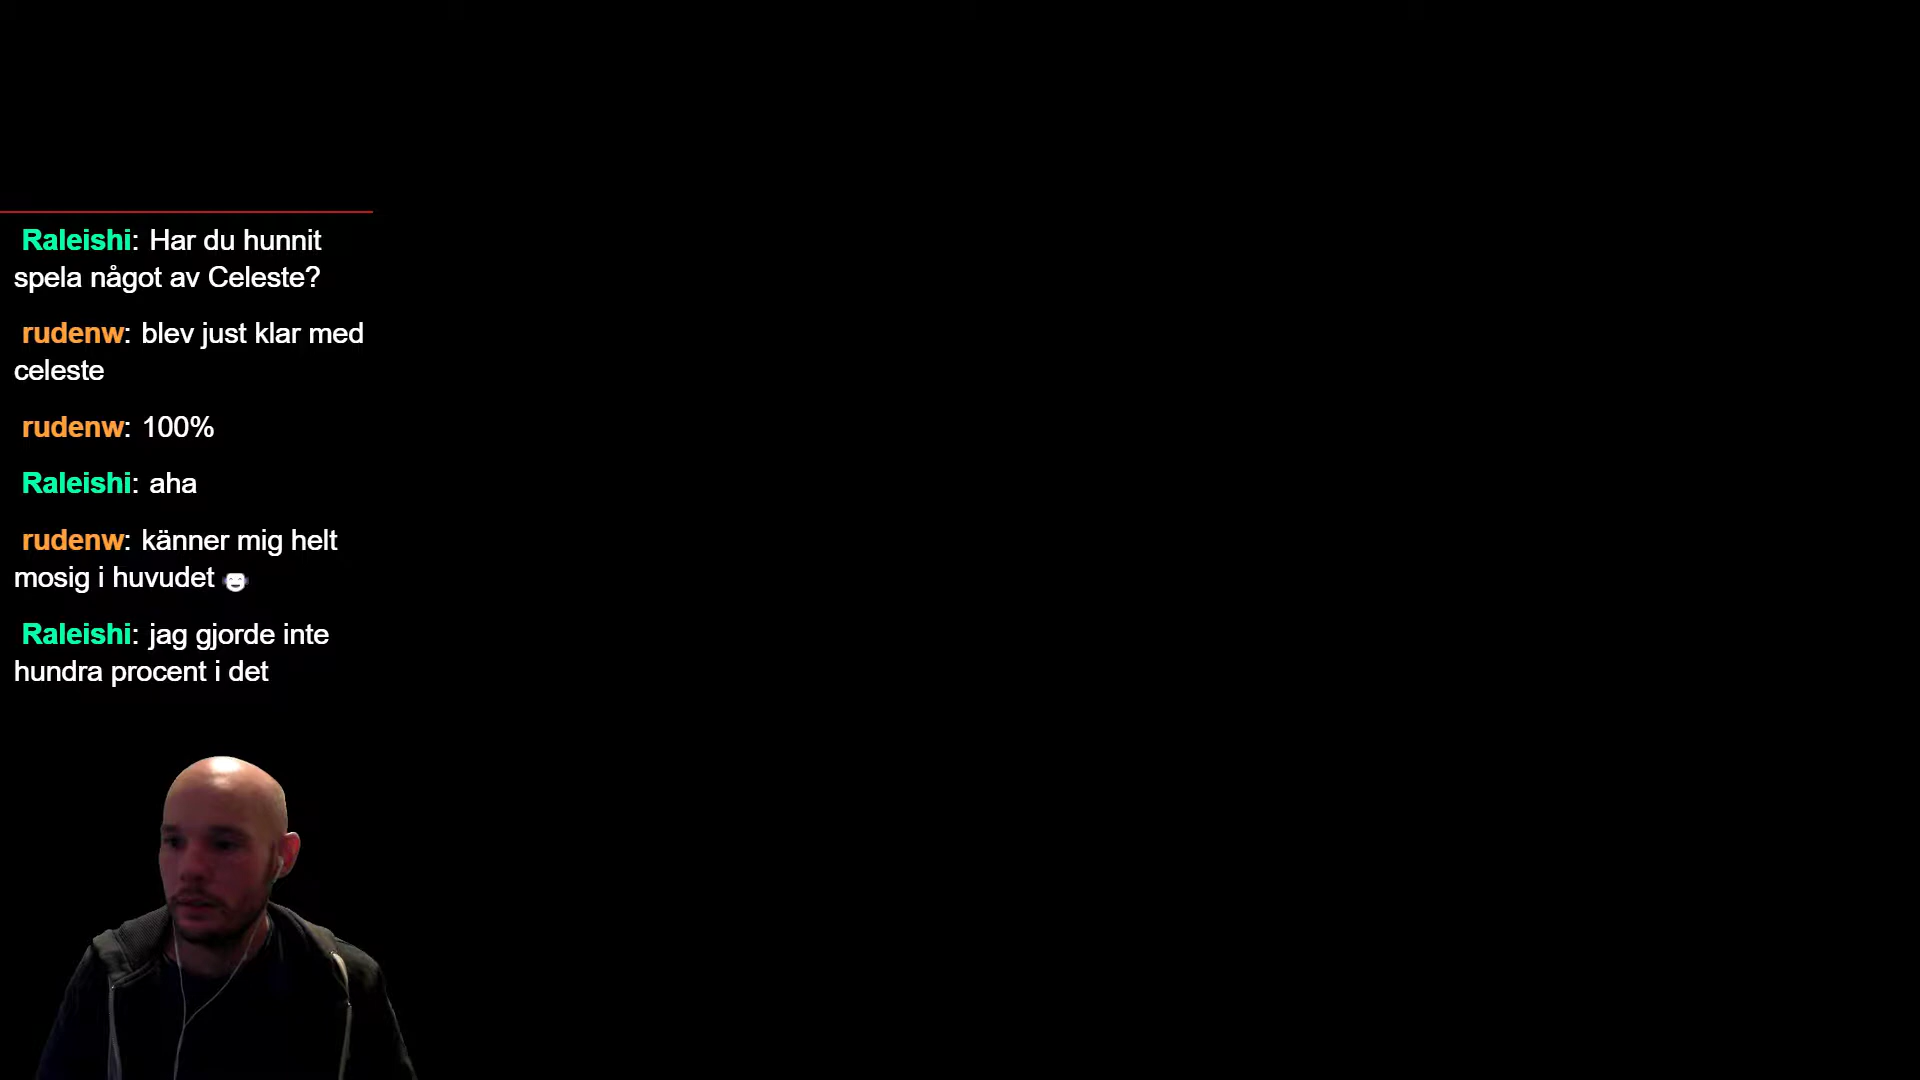 Raleishi: Har du hunnit
spela något av Celeste?
rudenw: blev just klar med
celeste
rudenw: 100%
Raleishi: aha
rudenw: känner mig helt
mosig i huvudet
Raleishi: jag gjorde inte
hundra procent i det